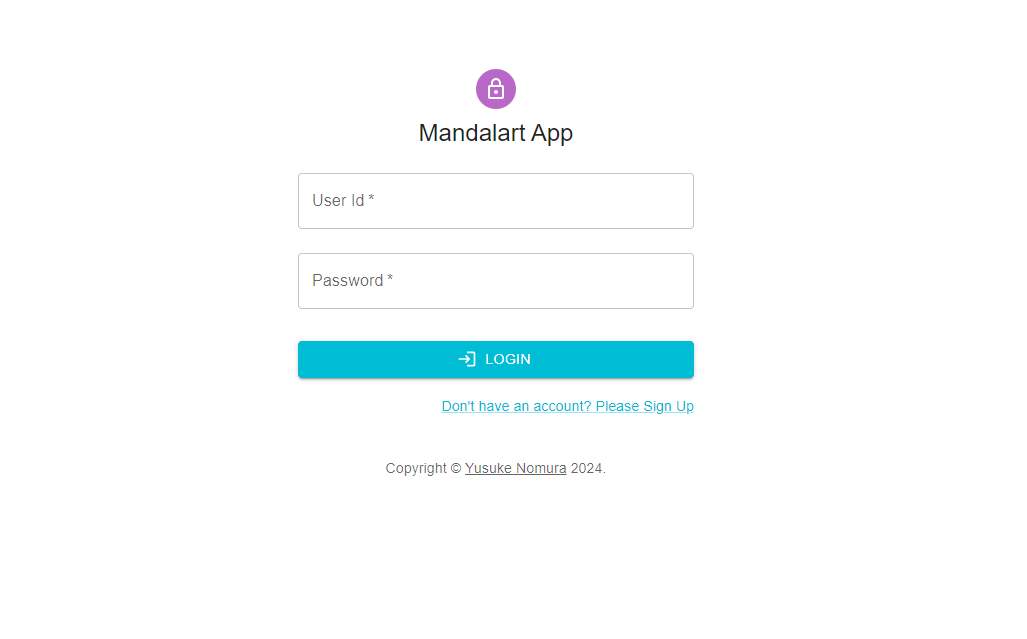 Mandalart App
User Id *
Password *
LOGIN
Don't have an account? Please Sign Up
Copyright © Yusuke Nomura 2024.